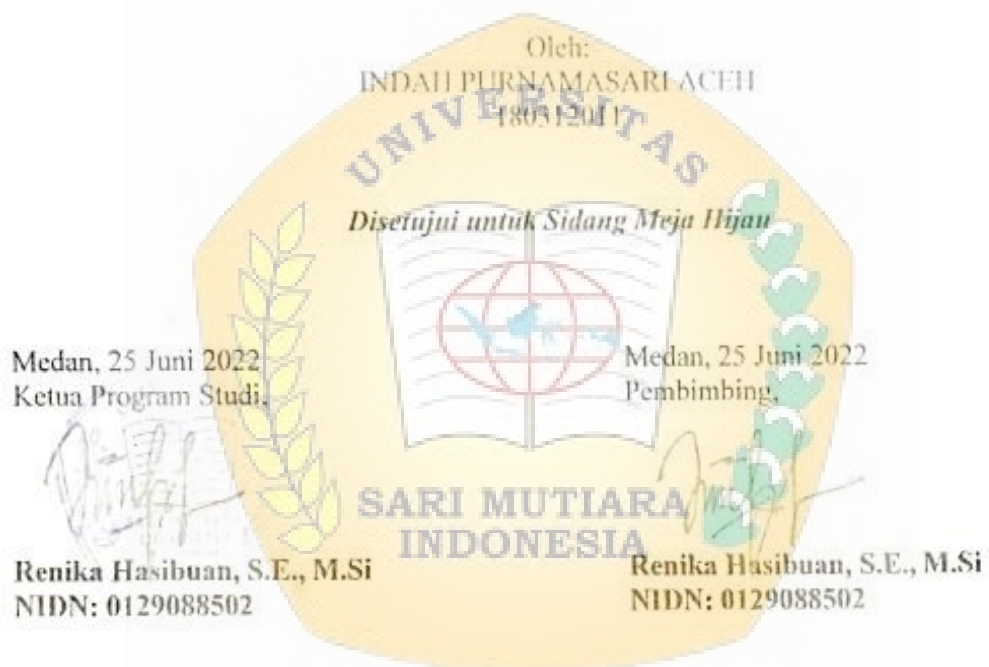 Oleh:
INDAH PURNAMASARI ACEH
180312011
UNIVERSITAS
Disetujui untuk Sidang Meja Hijau
Medan, 25 Juni 2022
Ketua Program Studi,
Medan, 25 Juni 2022
Pembimbing,
SARI MUTIARA
INDONESIA
Renika Hasibuan, S.E., M.Si
NIDN: 0129088502
Renika Hasibuan, S.E., M.Si
NIDN: 0129088502